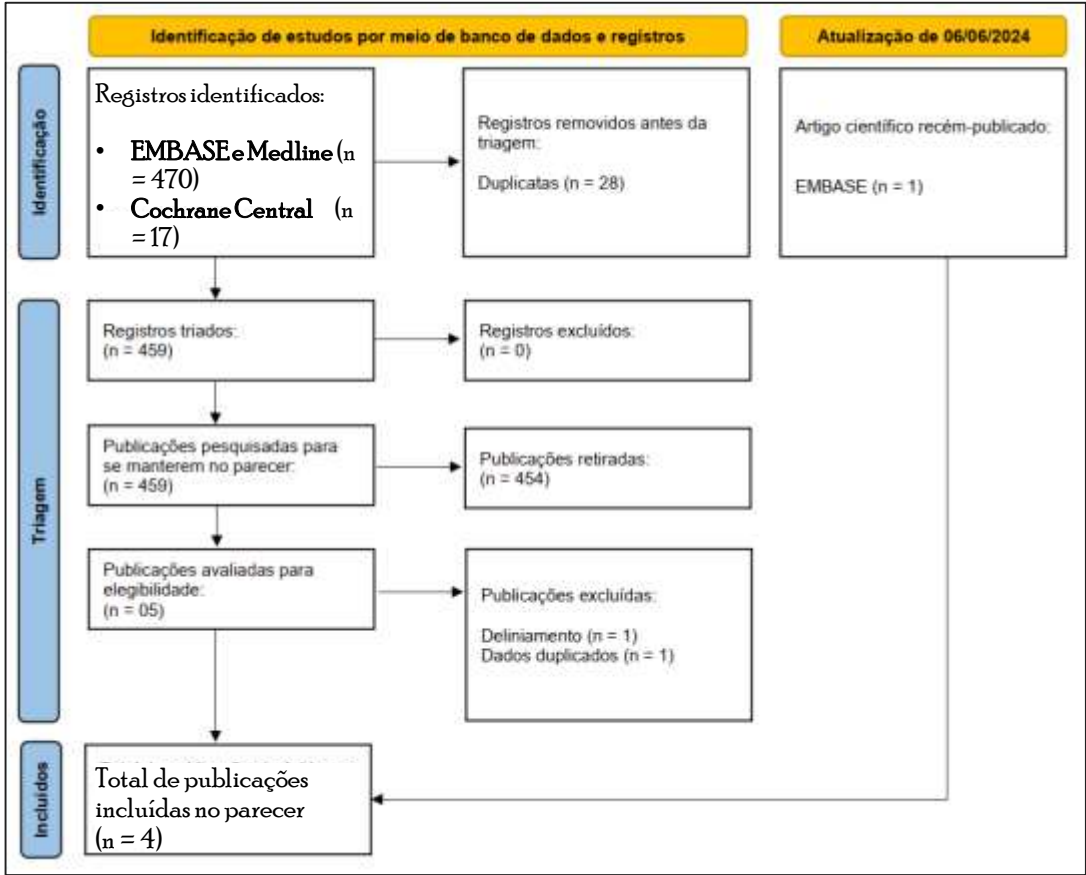 Identificação de estudos por meio de banco de dados e registros
Atualização de 06/06/2024
Identificação
Registros identificados:
• EMBASE e Medline (n
= 470)
• Cochrane Central (n
= 17)
Registros removidos antes da
triagem:
Duplicatas (n = 28)
Artigo científico recém-publicado:
EMBASE (n = 1)
Triagem
Registros triados:
(n = 459)
Registros excluídos:
(n = 0)
Publicações pesquisadas para
se manterem no parecer:
(n = 459)
Publicações retiradas:
(n = 454)
Publicações avaliadas para
elegibilidade:
(n = 05)
Publicações excluídas:
Deliniamento (n = 1)
Dados duplicados (n = 1)
Incluídos
Total de publicações
incluídas no parecer
(n = 4)